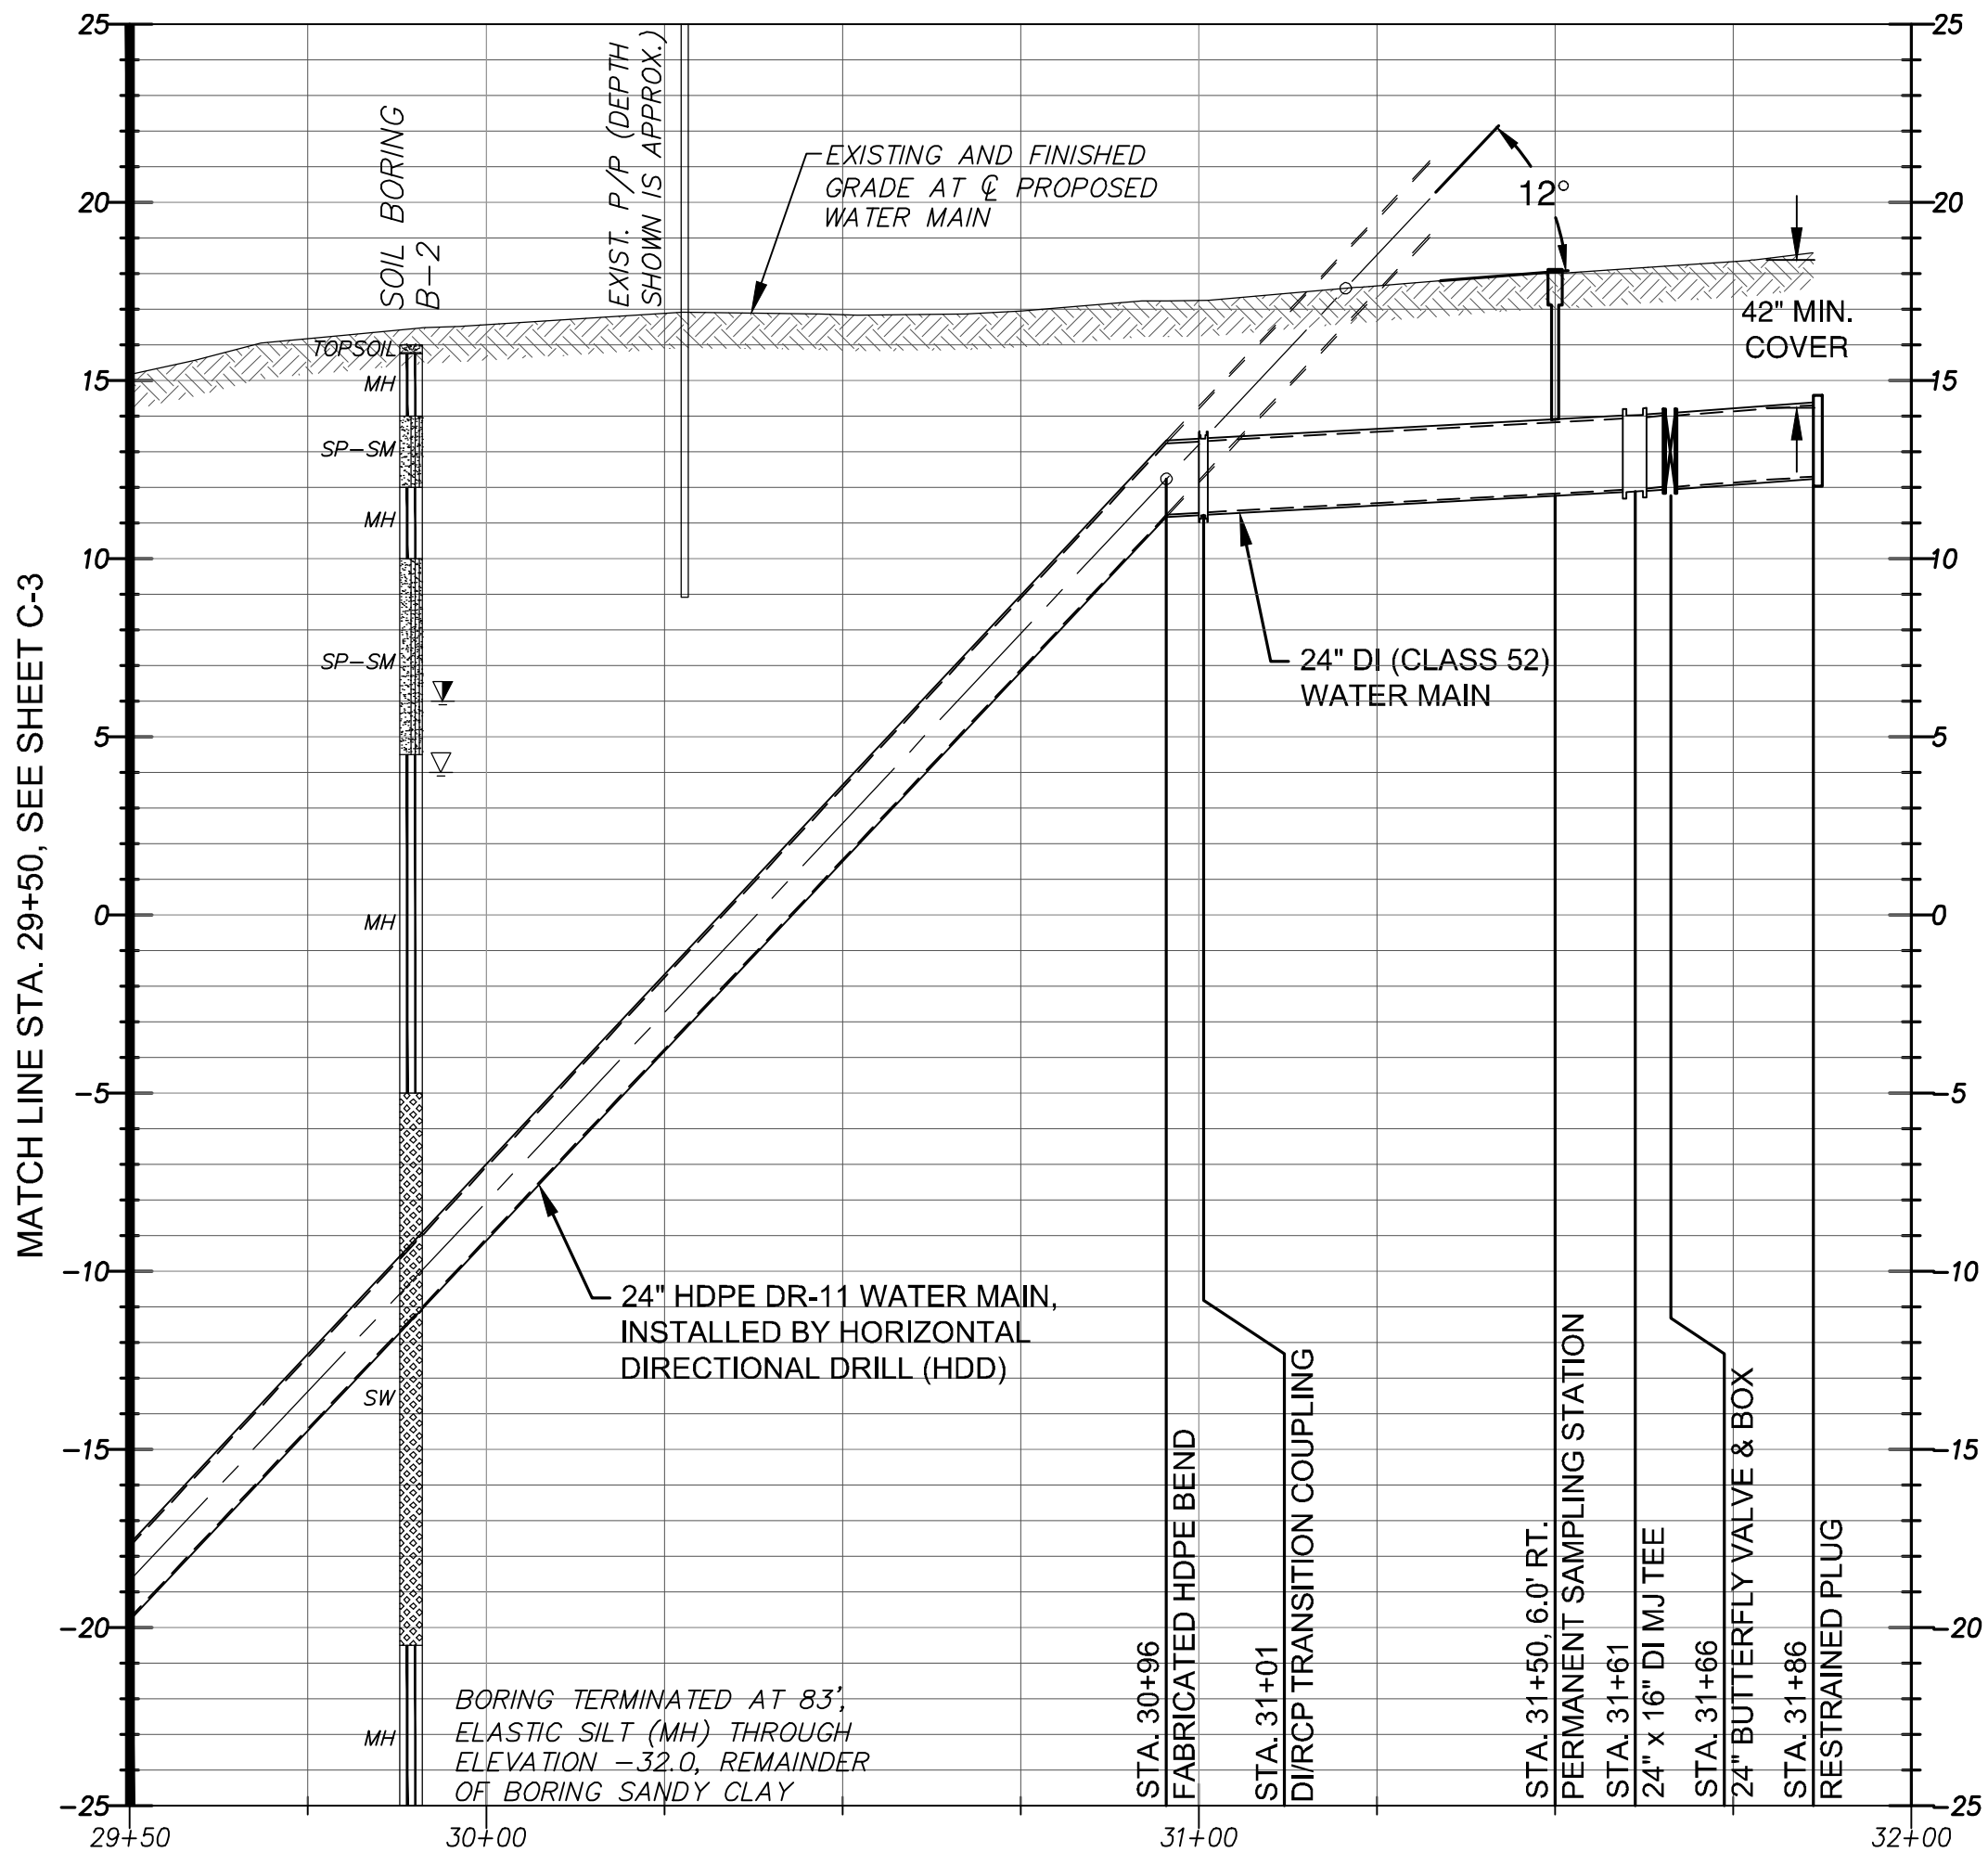 25
20
15
10
5
0
-5
-10
-15
-20
-25
25
20
15
10
5
0
-5
-10
-15
-20
-25
MATCH LINE STA. 29+50, SEE SHEET C-3
SOIL BORING
B-2
EXIST. P/P (DEPTH
SHOWN IS APPROX.)
EXISTING AND FINISHED
GRADE AT ℄ PROPOSED
WATER MAIN
12°
42" MIN.
COVER
TOPSOIL
MH
SP-SM
MH
SP-SM
MH
SW
MH
24" DI (CLASS 52)
WATER MAIN
24" HDPE DR-11 WATER MAIN,
INSTALLED BY HORIZONTAL
DIRECTIONAL DRILL (HDD)
BORING TERMINATED AT 83',
ELASTIC SILT (MH) THROUGH
ELEVATION -32.0, REMAINDER
OF BORING SANDY CLAY
STA. 30+96
FABRICATED HDPE BEND
STA. 31+01
DI/RCP TRANSITION COUPLING
STA. 31+50, 6.0' RT.
PERMANENT SAMPLING STATION
STA. 31+61
24" x 16" DI MJ TEE
STA. 31+66
24" BUTTERFLY VALVE & BOX
STA. 31+86
RESTRAINED PLUG
29+50
30+00
31+00
32+00